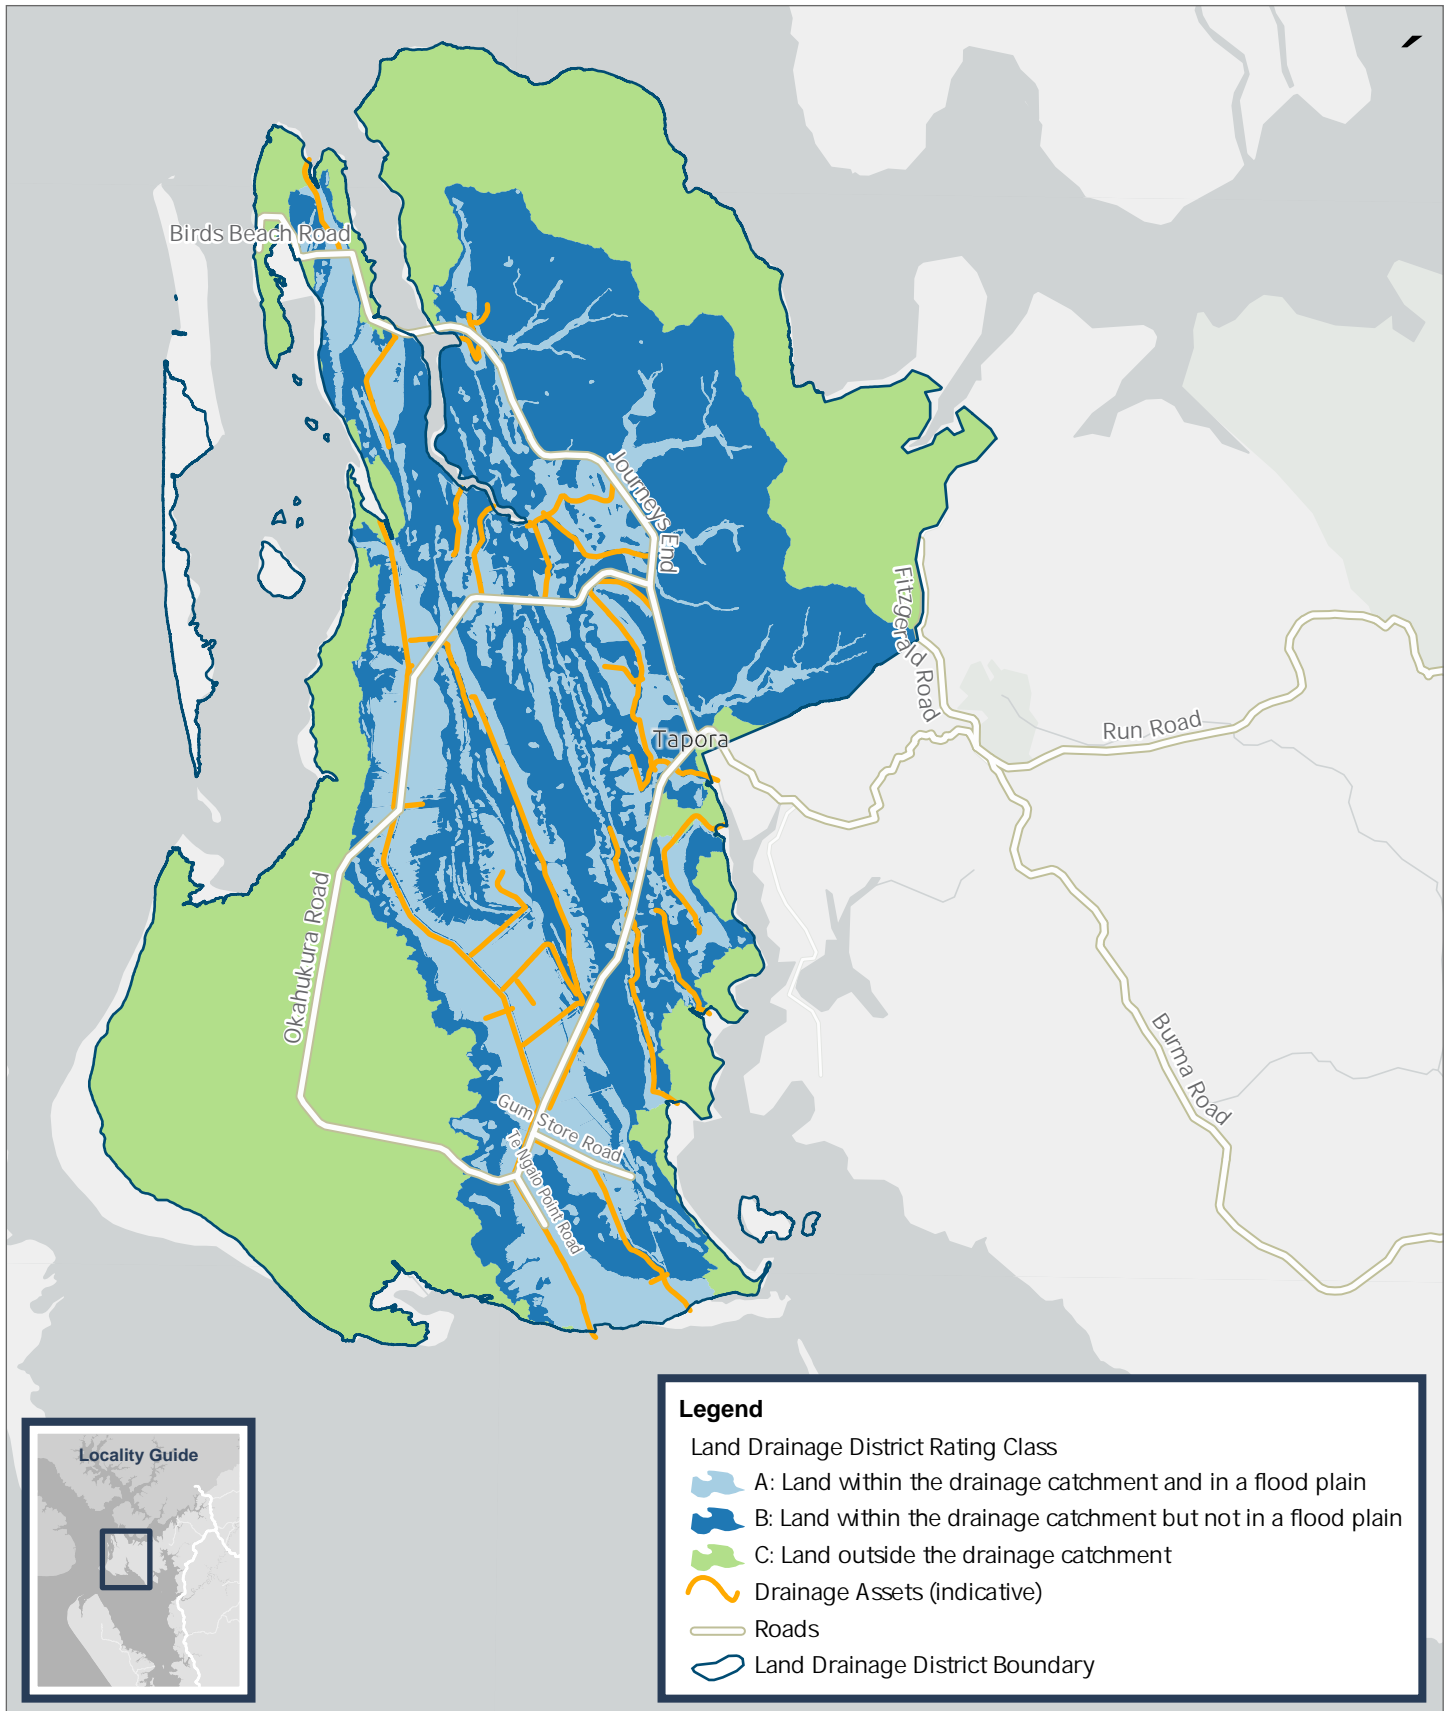 Birds Beach Road
Journeys End
Fitzgerald Road
Run Road
Tapora
Okahukura Road
Burma Road
Gum Store Road
Te Ngaio Point Road
Legend
Land Drainage District Rating Class
A: Land within the drainage catchment and in a flood plain
B: Land within the drainage catchment but not in a flood plain
C: Land outside the drainage catchment
Drainage Assets (indicative)
Roads
Land Drainage District Boundary
Locality Guide